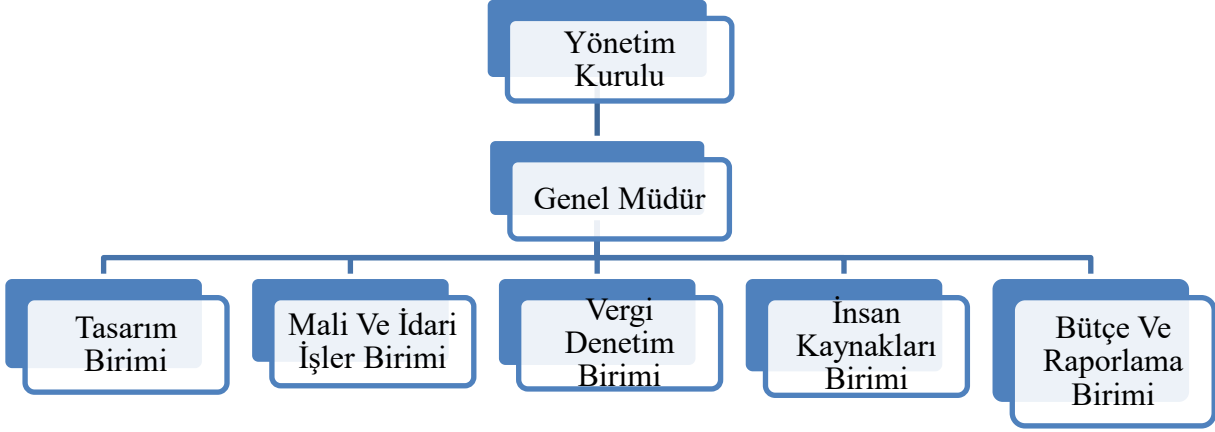 Yönetim
Kurulu
Genel Müdür
Tasarım
Birimi
Mali Ve İdari
İşler Birimi
Vergi
Denetim
Birimi
İnsan
Kaynakları
Birimi
Bütçe Ve
Raporlama
Birimi